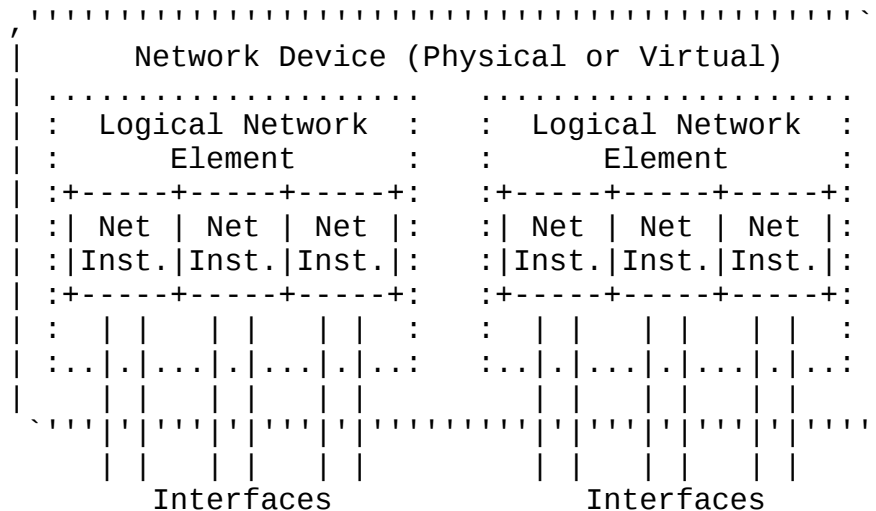 Network Device (Physical or Virtual)
Logical Network Logical Network
Element Element
Net Net Net Net Net Net
Inst. Inst. Inst. Inst. Inst. Inst.
Interfaces Interfaces